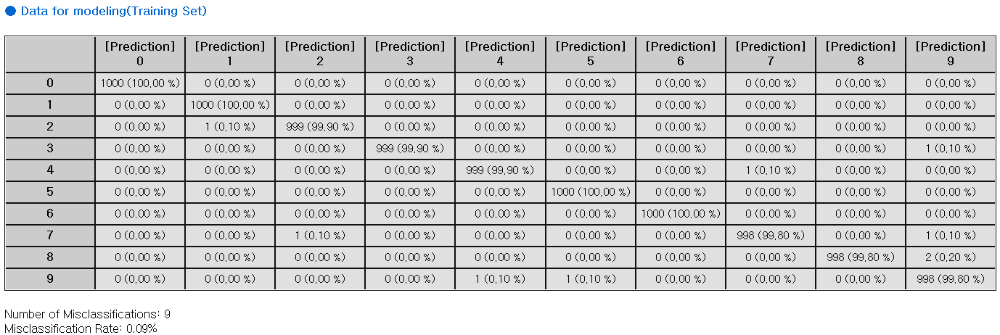 ● Data for modeling(Training Set)
[Prediction] 0 [Prediction] 1 [Prediction] 2 [Prediction] 3 [Prediction] 4 [Prediction] 5 [Prediction] 6 [Prediction] 7 [Prediction] 8 [Prediction] 9
0 1000 (100,00 %) 0 (0,00 %) 0 (0,00 %) 0 (0,00 %) 0 (0,00 %) 0 (0,00 %) 0 (0,00 %) 0 (0,00 %) 0 (0,00 %) 0 (0,00 %)
1 0 (0,00 %) 1000 (100,00 %) 0 (0,00 %) 0 (0,00 %) 0 (0,00 %) 0 (0,00 %) 0 (0,00 %) 0 (0,00 %) 0 (0,00 %) 0 (0,00 %)
2 0 (0,00 %) 1 (0,10 %) 999 (99,90 %) 0 (0,00 %) 0 (0,00 %) 0 (0,00 %) 0 (0,00 %) 0 (0,00 %) 0 (0,00 %) 0 (0,00 %)
3 0 (0,00 %) 0 (0,00 %) 0 (0,00 %) 999 (99,90 %) 0 (0,00 %) 0 (0,00 %) 0 (0,00 %) 0 (0,00 %) 0 (0,00 %) 1 (0,10 %)
4 0 (0,00 %) 0 (0,00 %) 0 (0,00 %) 0 (0,00 %) 999 (99,90 %) 0 (0,00 %) 0 (0,00 %) 1 (0,10 %) 0 (0,00 %) 0 (0,00 %)
5 0 (0,00 %) 0 (0,00 %) 0 (0,00 %) 0 (0,00 %) 0 (0,00 %) 1000 (100,00 %) 0 (0,00 %) 0 (0,00 %) 0 (0,00 %) 0 (0,00 %)
6 0 (0,00 %) 0 (0,00 %) 0 (0,00 %) 0 (0,00 %) 0 (0,00 %) 0 (0,00 %) 1000 (100,00 %) 0 (0,00 %) 0 (0,00 %) 0 (0,00 %)
7 0 (0,00 %) 0 (0,00 %) 1 (0,10 %) 0 (0,00 %) 0 (0,00 %) 0 (0,00 %) 0 (0,00 %) 998 (99,80 %) 0 (0,00 %) 1 (0,10 %)
8 0 (0,00 %) 0 (0,00 %) 0 (0,00 %) 0 (0,00 %) 0 (0,00 %) 0 (0,00 %) 0 (0,00 %) 0 (0,00 %) 998 (99,80 %) 2 (0,20 %)
9 0 (0,00 %) 0 (0,00 %) 0 (0,00 %) 0 (0,00 %) 1 (0,10 %) 1 (0,10 %) 0 (0,00 %) 0 (0,00 %) 0 (0,00 %) 998 (99,80 %)
Number of Misclassifications: 9
Misclassification Rate: 0,09%